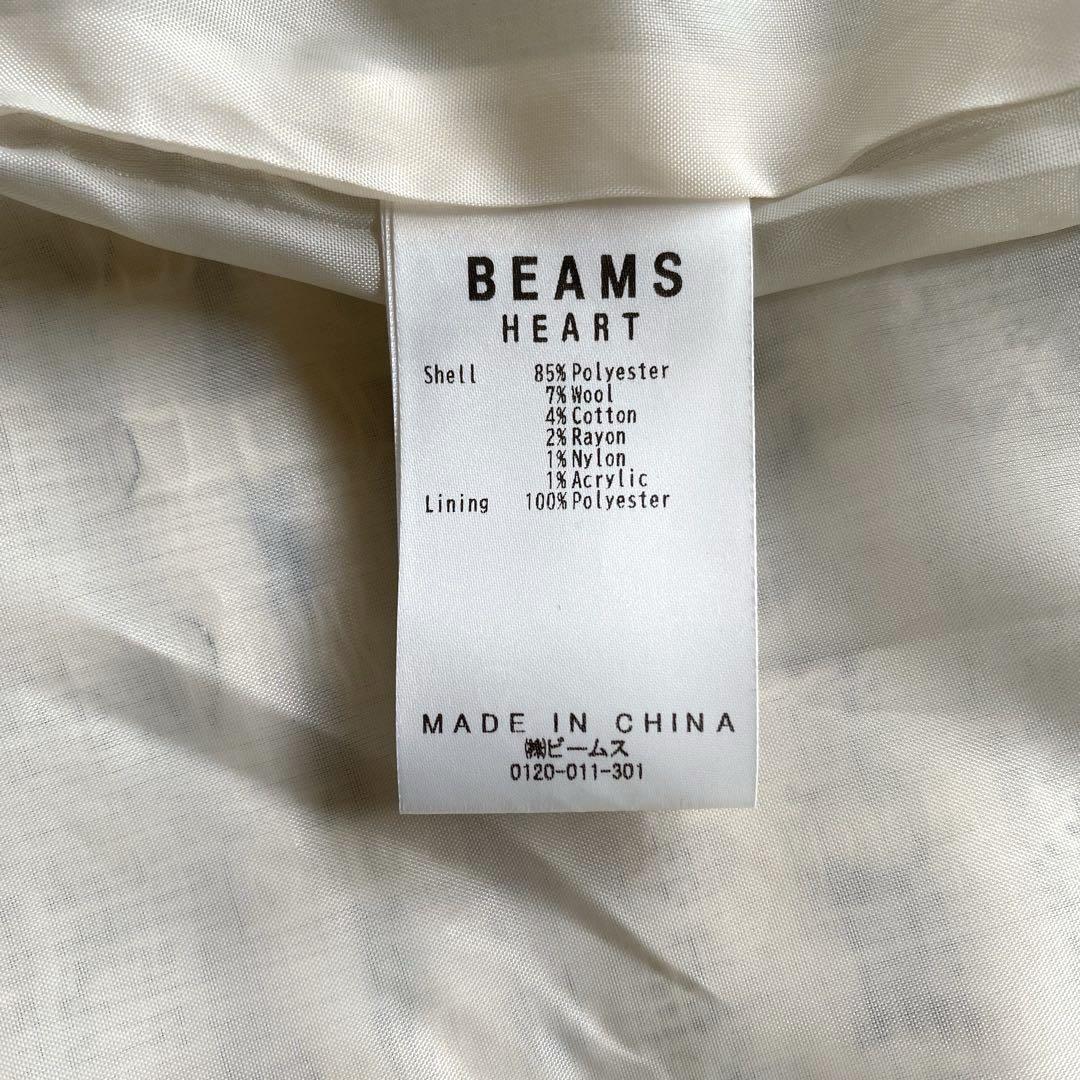 BEAMS
HEART
Shell 85% Polyester
7% Wool
4% Cotton
2% Rayon
1% Nylon
1% Acrylic
Lining 100% Polyester
MADE IN CHINA
㈱ビームス
0120-011-301